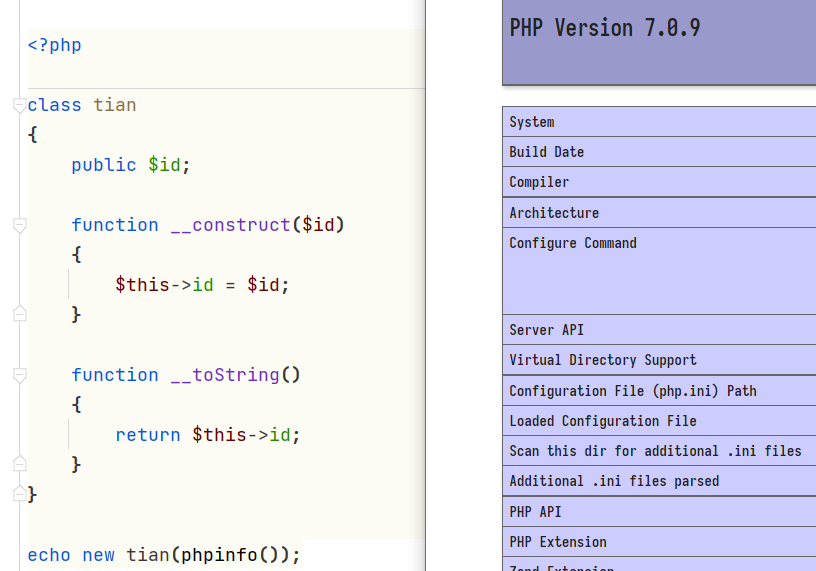 <?php
class tian
{
    public $id;
    function __construct($id)
    {
        $this->id = $id;
    }
    function __toString()
    {
        return $this->id;
    }
}
echo new tian(phpinfo());
PHP Version 7.0.9
System
Build Date
Compiler
Architecture
Configure Command
Server API
Virtual Directory Support
Configuration File (php.ini) Path
Loaded Configuration File
Scan this dir for additional .ini files
Additional .ini files parsed
PHP API
PHP Extension
Zend Extension